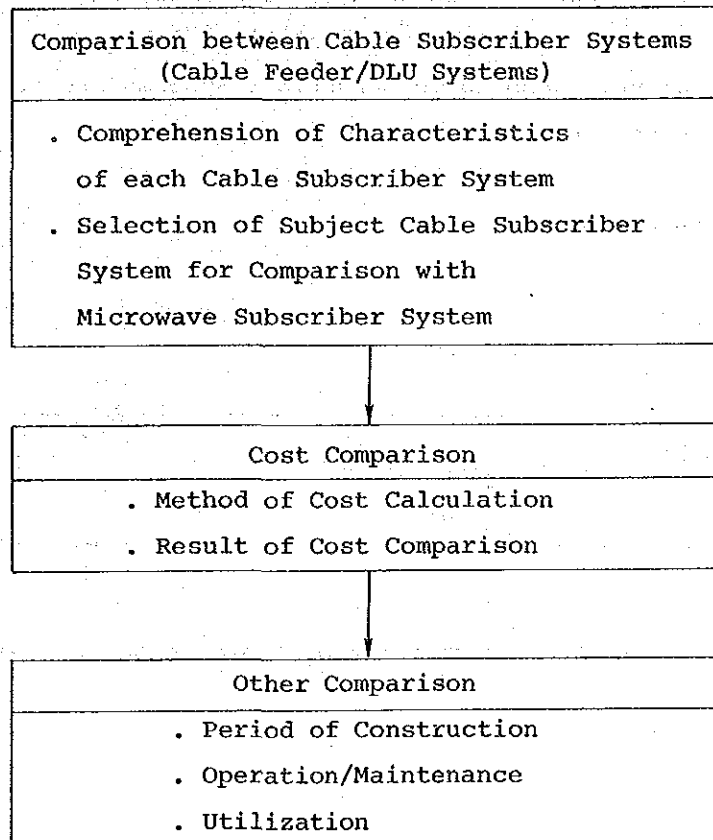 Comparison between Cable Subscriber Systems
(Cable Feeder/DLU Systems)
. Comprehension of Characteristics
of each Cable Subscriber System
. Selection of Subject Cable Subscriber
System for Comparison with
Microwave Subscriber System
Cost Comparison
. Method of Cost Calculation
. Result of Cost Comparison
Other Comparison
. Period of Construction
. Operation/Maintenance
. Utilization